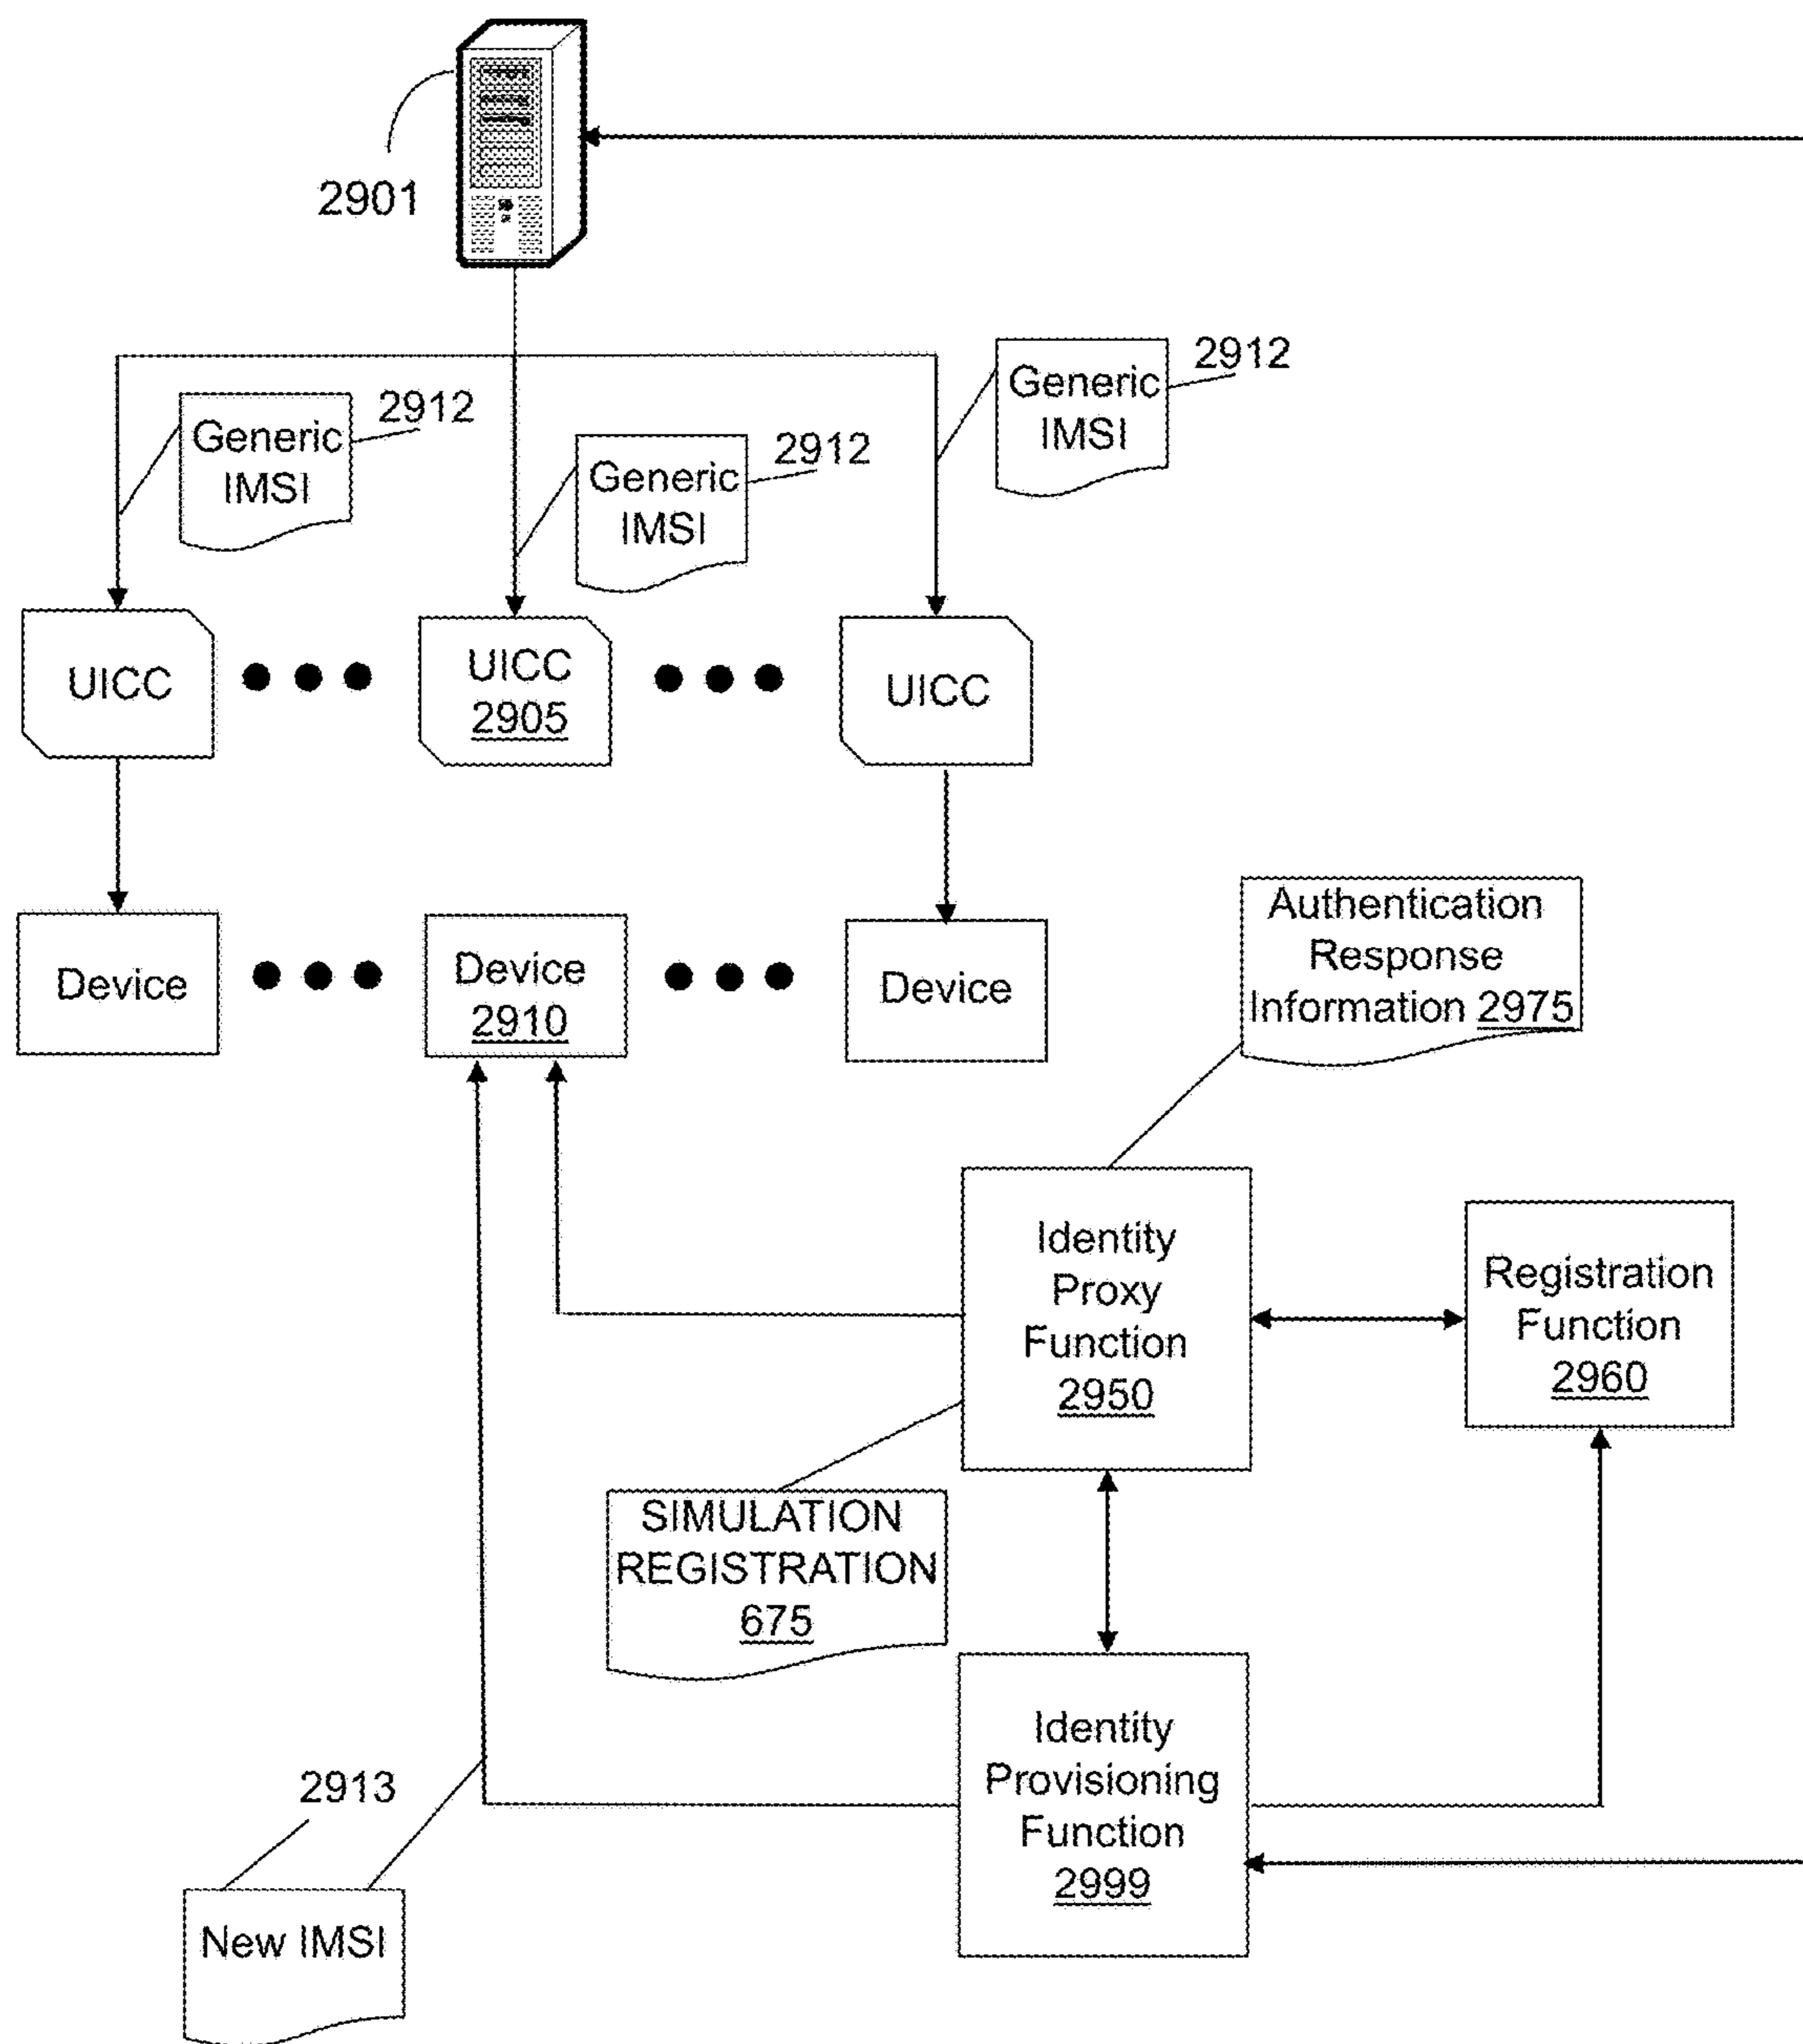 2901
2912
Generic
IMSI
2912
Generic
IMSI
2912
Generic
IMSI
UICC
UICC
2905
UICC
Device
Device
2910
Device
Authentication
Response
Information 2975
Identity
Proxy
Function
2950
Registration
Function
2960
SIMULATION
REGISTRATION
675
Identity
Provisioning
Function
2999
2913
New IMSI